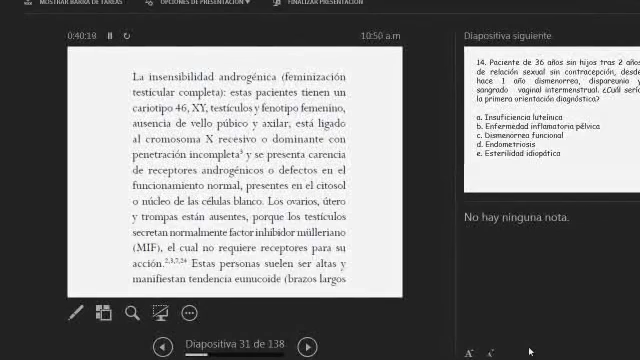 MOSTRAR BARRA DE TAREAS OPCIONES DE PRESENTACIÓN ▾ FINALIZAR PRESENTACIÓN
0:40:18 10:50 a.m
La insensibilidad androgénica (feminización
testicular completa): estas pacientes tienen un
cariotipo 46, XY, testículos y fenotipo femenino,
ausencia de vello púbico y axilar, está ligado
al cromosoma X recesivo o dominante con
penetración incompleta³ y se presenta carencia
de receptores androgénicos o defectos en el
funcionamiento normal, presentes en el citosol
o núcleo de las células blanco. Los ovarios, útero
y trompas están ausentes, porque los testículos
secretan normalmente factor inhibidor mülleriano
(MIF), el cual no requiere receptores para su
acción.2,3,7,24 Estas personas suelen ser altas y
manifiestan tendencia eunucoide (brazos largos
Diapositiva 31 de 138
Diapositiva siguiente
14. Paciente de 36 años sin hijos tras 2 años
de relación sexual sin contracepción, desde
hace 1 año dismenorrea, dispareunia y
sangrado vaginal intermenstrual. ¿Cuál sería
la primera orientación diagnóstica?
a. Insuficiencia luteínica
b. Enfermedad inflamatoria pélvica
c. Dismenorrea funcional
d. Endometriosis
e. Esterilidad idiopática
No hay ninguna nota.
A A